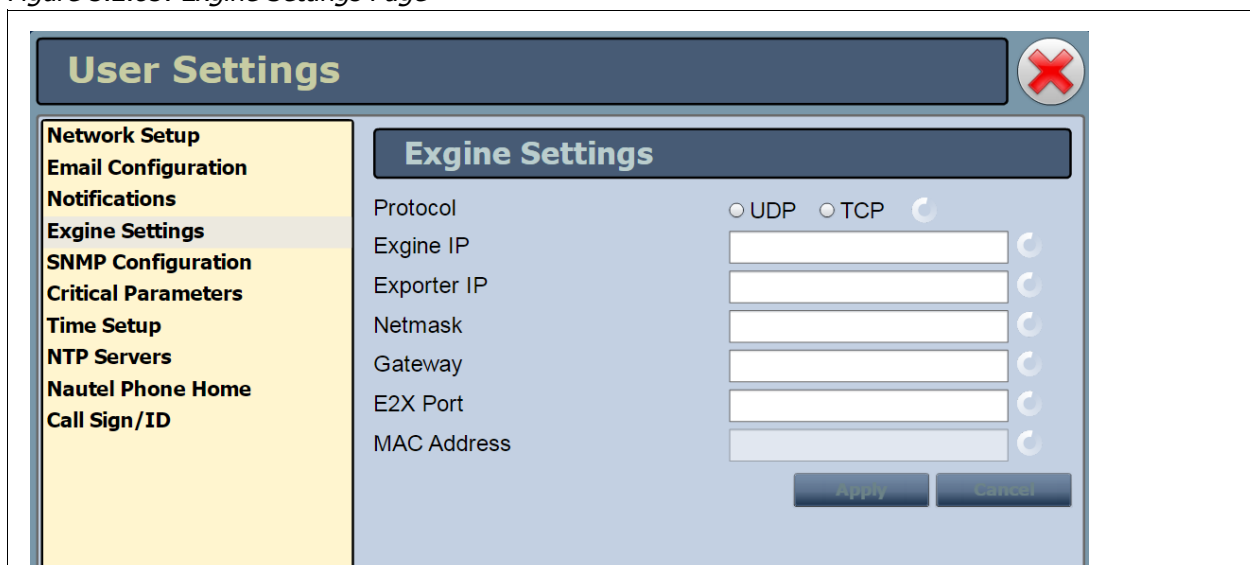 User Settings
Network Setup
Email Configuration
Notifications
Exgine Settings
SNMP Configuration
Critical Parameters
Time Setup
NTP Servers
Nautel Phone Home
Call Sign/ID
Exgine Settings
Protocol UDP TCP
Exgine IP
Exporter IP
Netmask
Gateway
E2X Port
MAC Address
Apply Cancel